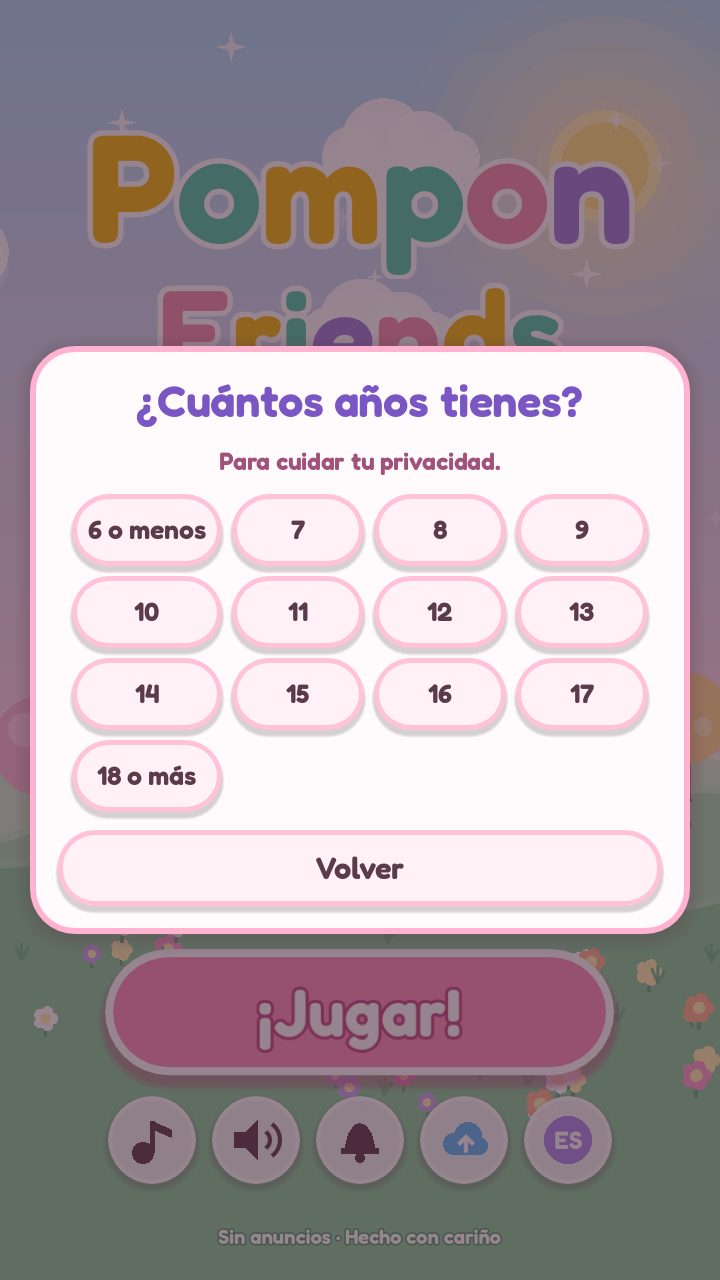 Pompon
Friends
¿Cuántos años tienes?
Para cuidar tu privacidad.
6 o menos
7
8
9
10
11
12
13
14
15
16
17
18 o más
Volver
¡Jugar!
ES
Sin anuncios · Hecho con cariño